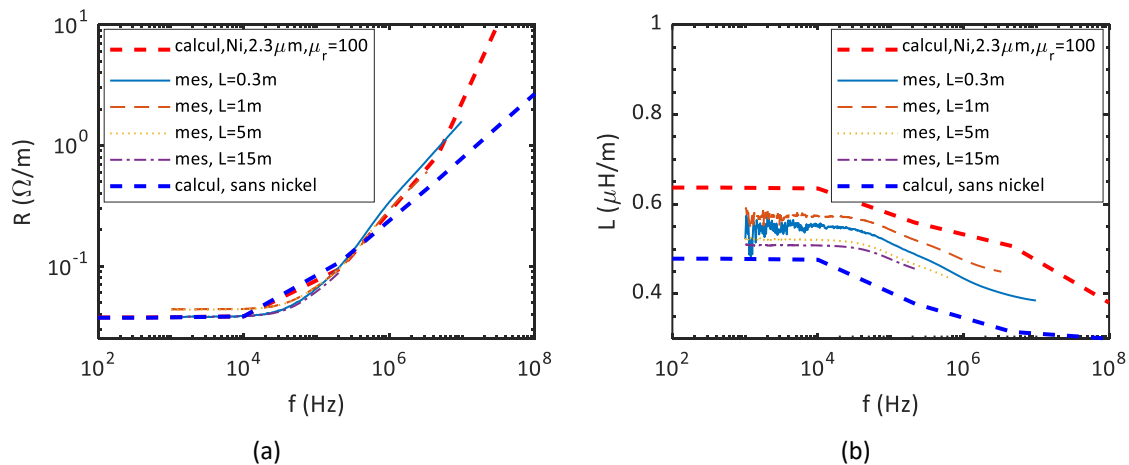 calcul,Ni,2.3μm,μr=100
mes, L=0.3m
mes, L=1m
mes, L=5m
mes, L=15m
calcul, sans nickel
10^1
10^0
10^-1
R (Ω/m)
10^2 10^4 10^6 10^8
f (Hz)
(a)
calcul,Ni,2.3μm,μr=100
mes, L=0.3m
mes, L=1m
mes, L=5m
mes, L=15m
calcul, sans nickel
1
0.8
0.6
0.4
L (μH/m)
10^2 10^4 10^6 10^8
f (Hz)
(b)